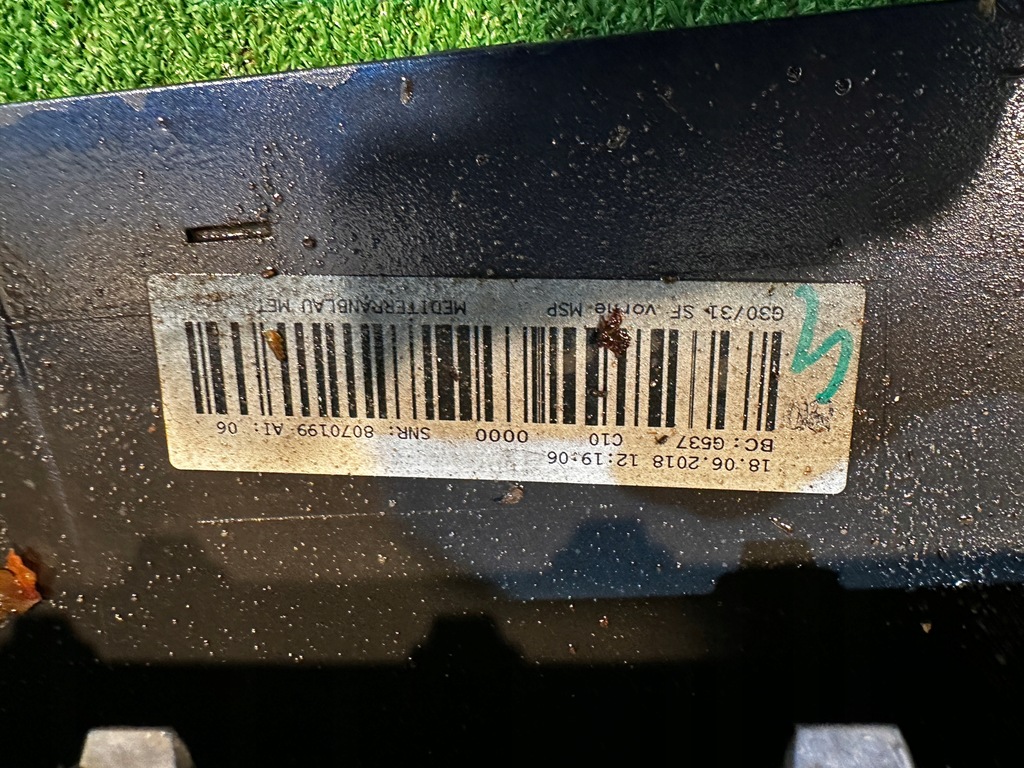 18.06.2018 12:19:06
BC: G537 C10 0000 SNR: 8070199 AI: 06
G30/31 SF vorne MSP MEDITERRANBLAU MET